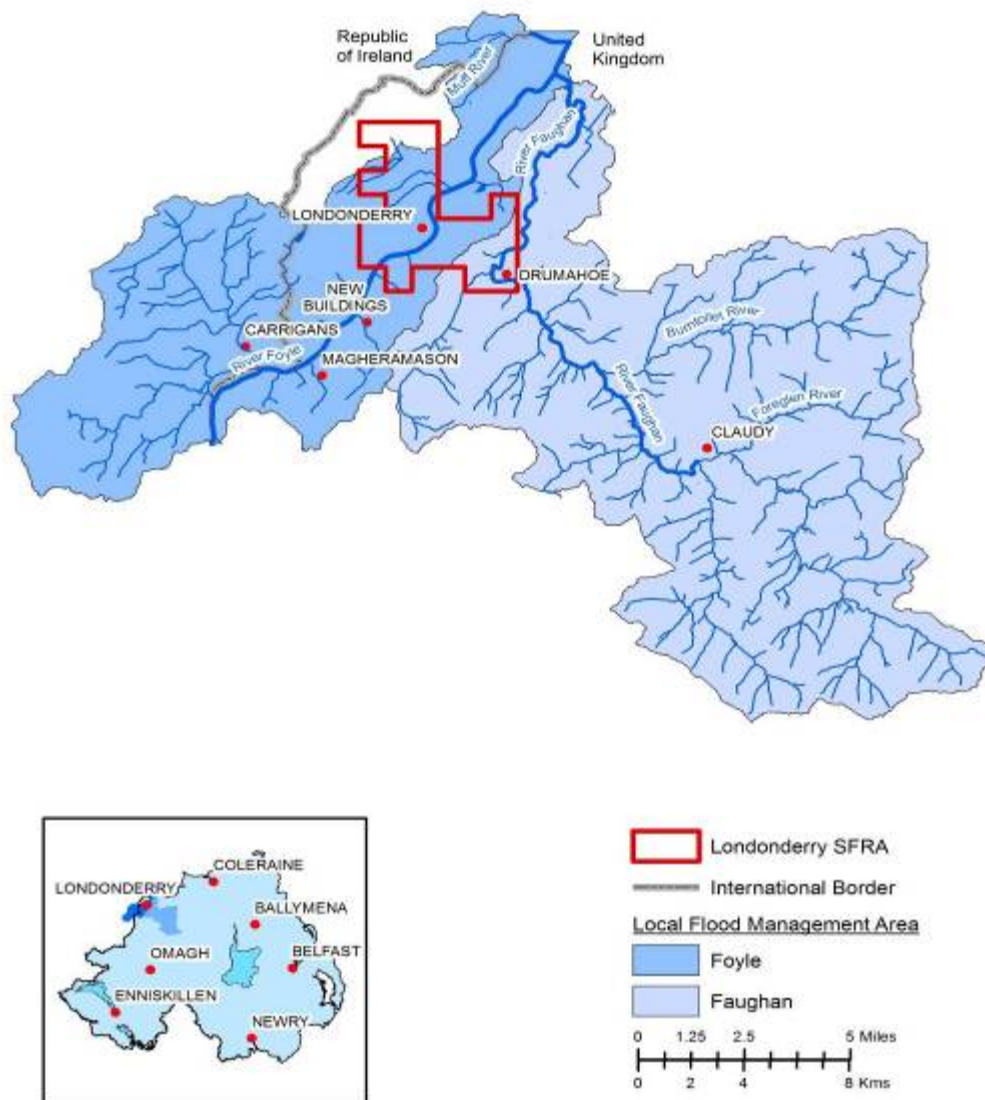 Republic
of Ireland
United
Kingdom
Muff River
River Faughan
LONDONDERRY
DRUMAHOE
NEW
BUILDINGS
Burntollet River
CARRIGANS
River Foyle
MAGHERAMASON
River Faughan
Foreglen River
CLAUDY
COLERAINE
LONDONDERRY
BALLYMENA
OMAGH
BELFAST
ENNISKILLEN
NEWRY
Londonderry SFRA
International Border
Local Flood Management Area
Foyle
Faughan
0 1.25 2.5 5 Miles
0 2 4 8 Kms